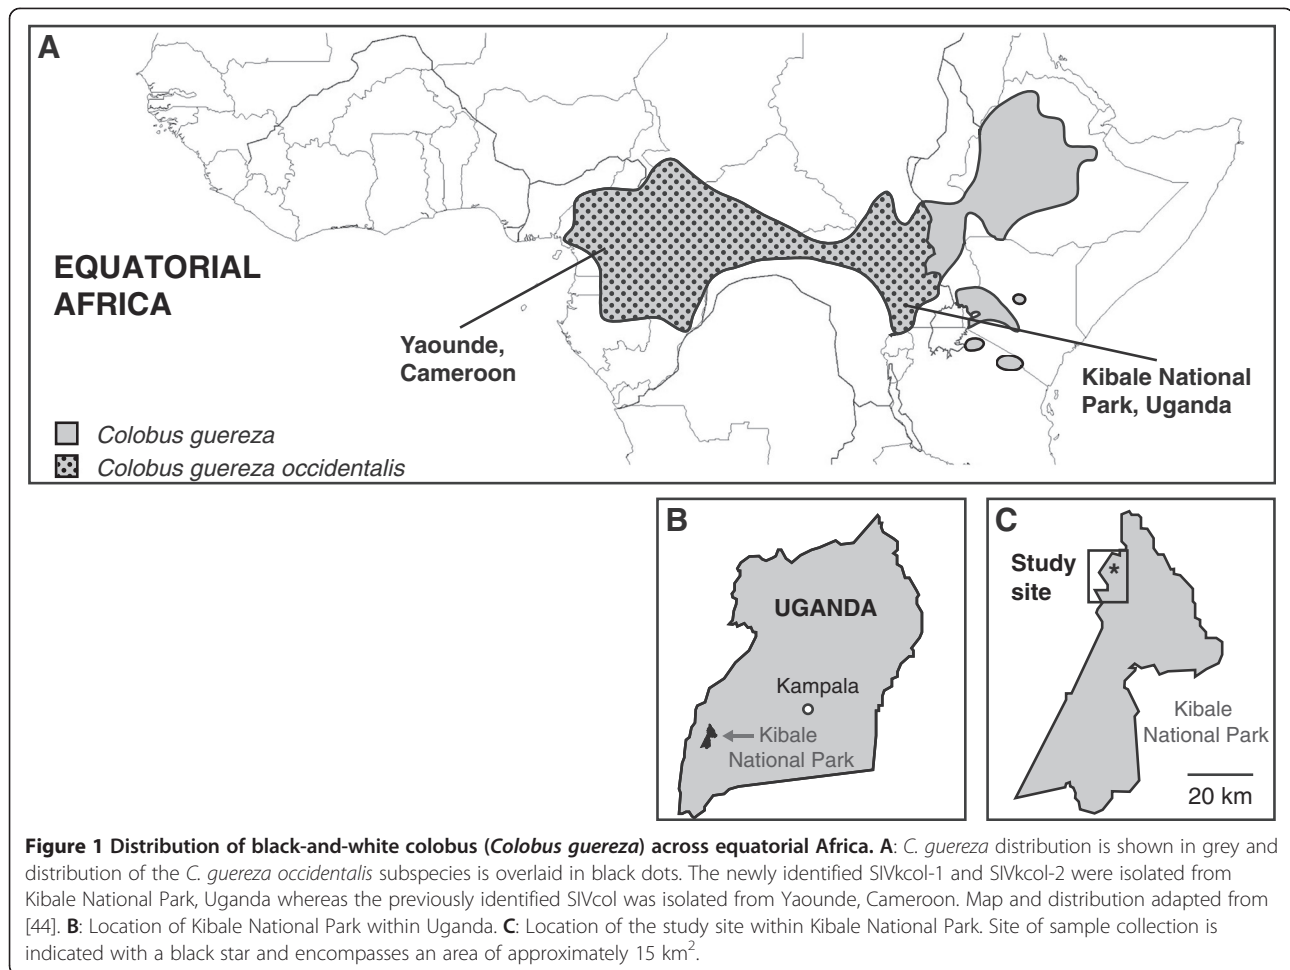 A
EQUATORIAL
AFRICA
Yaounde,
Cameroon
Kibale National
Park, Uganda
Colobus guereza
Colobus guereza occidentalis
B
UGANDA
Kampala
Kibale
National Park
C
Study
site
*
Kibale
National Park
20 km
Figure 1 Distribution of black-and-white colobus (Colobus guereza) across equatorial Africa. A: C. guereza distribution is shown in grey and
distribution of the C. guereza occidentalis subspecies is overlaid in black dots. The newly identified SIVkcol-1 and SIVkcol-2 were isolated from
Kibale National Park, Uganda whereas the previously identified SIVcol was isolated from Yaounde, Cameroon. Map and distribution adapted from
[44]. B: Location of Kibale National Park within Uganda. C: Location of the study site within Kibale National Park. Site of sample collection is
indicated with a black star and encompasses an area of approximately 15 km².